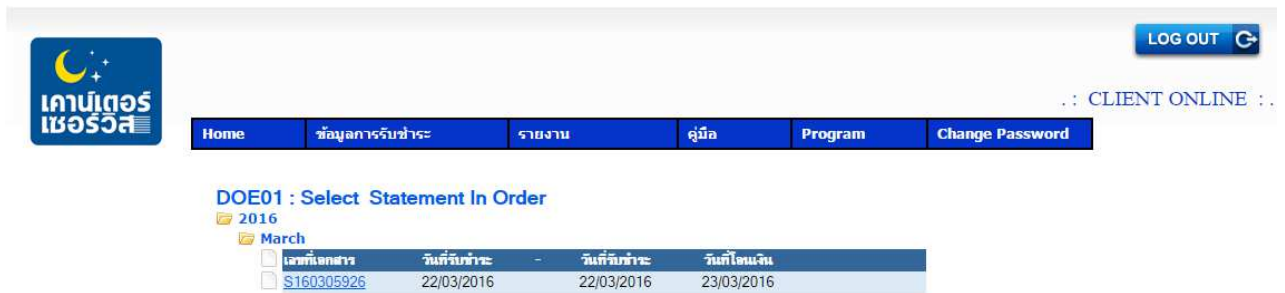 LOG OUT
เคาน์เตอร์
เซอร์วิส
.: CLIENT ONLINE :.
Home ข้อมูลการรับชำระ รายงาน คู่มือ Program Change Password
DOE01 : Select Statement In Order
2016
March
เลขที่เอกสาร วันที่รับชำระ - วันที่รับชำระ วันที่โอนเงิน
S160305926 22/03/2016 22/03/2016 23/03/2016